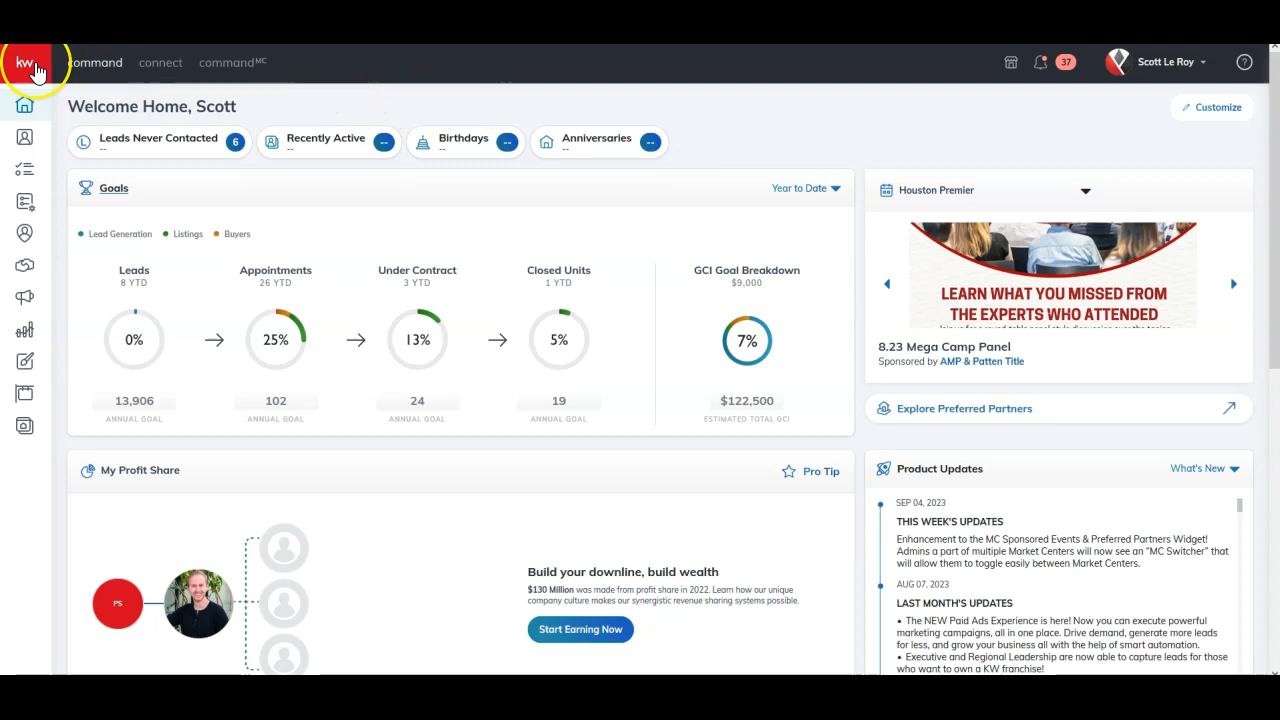 kw command connect command MC 37 Scott Le Roy
Welcome Home, Scott
Customize
Leads Never Contacted 6
--
Recently Active --
--
Birthdays --
--
Anniversaries --
--
Goals
Year to Date
Lead Generation Listings Buyers
Leads
8 YTD
0%
13,906
ANNUAL GOAL
Appointments
26 YTD
25%
102
ANNUAL GOAL
Under Contract
3 YTD
13%
24
ANNUAL GOAL
Closed Units
1 YTD
5%
19
ANNUAL GOAL
GCI Goal Breakdown
$9,000
7%
$122,500
ESTIMATED TOTAL GCI
Houston Premier
LEARN WHAT YOU MISSED FROM
THE EXPERTS WHO ATTENDED
8.23 Mega Camp Panel
Sponsored by AMP & Patten Title
Explore Preferred Partners
My Profit Share
Pro Tip
PS
Build your downline, build wealth
$130 Million was made from profit share in 2022. Learn how our unique
company culture makes our synergistic revenue sharing systems possible.
Start Earning Now
Product Updates
What's New
SEP 04, 2023
THIS WEEK'S UPDATES
Enhancement to the MC Sponsored Events & Preferred Partners Widget!
Admins a part of multiple Market Centers will now see an "MC Switcher" that
will allow them to toggle easily between Market Centers.
AUG 07, 2023
LAST MONTH'S UPDATES
• The NEW Paid Ads Experience is here! Now you can execute powerful
marketing campaigns, all in one place. Drive demand, generate more leads
for less, and grow your business all with the help of smart automation.
• Executive and Regional Leadership are now able to capture leads for those
who want to own a KW franchise!